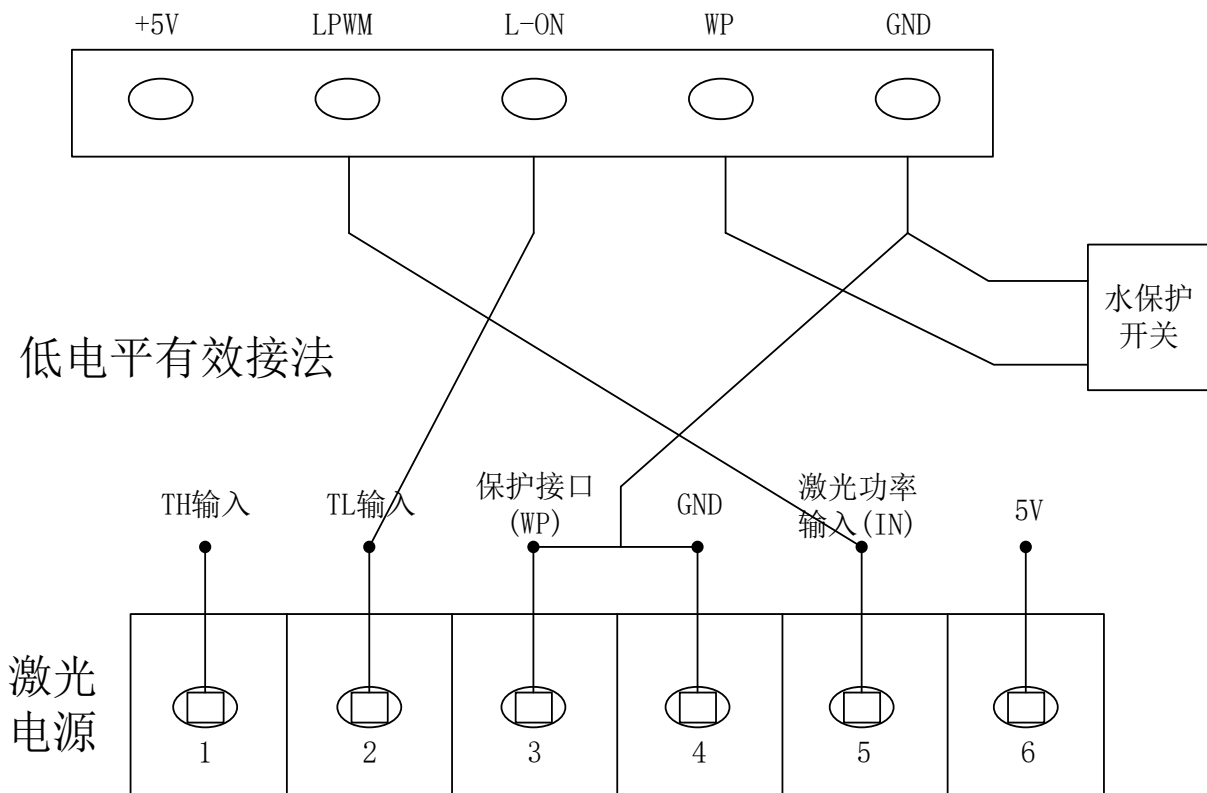 +5V LPWM L-ON WP GND
水保护
开关
低电平有效接法
TH输入 TL输入 保护接口
(WP) GND 激光功率
输入(IN) 5V
激光
电源
1 2 3 4 5 6